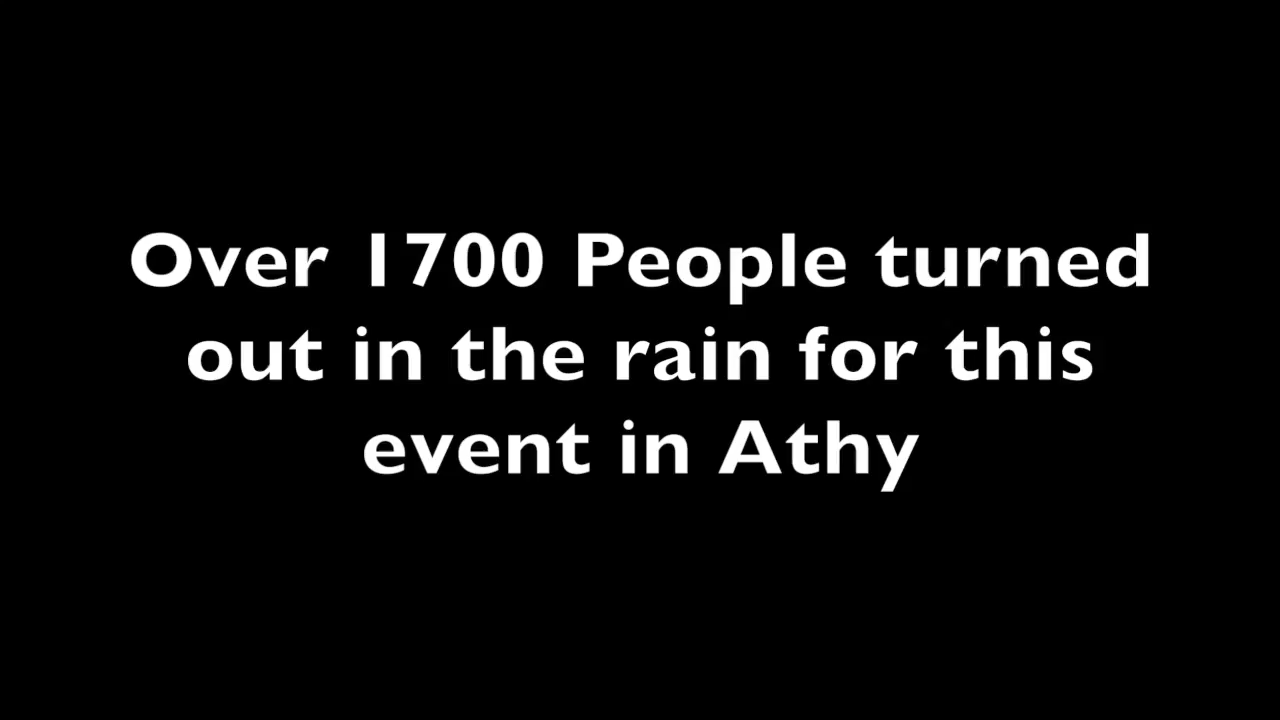 Over 1700 People turned
out in the rain for this
event in Athy